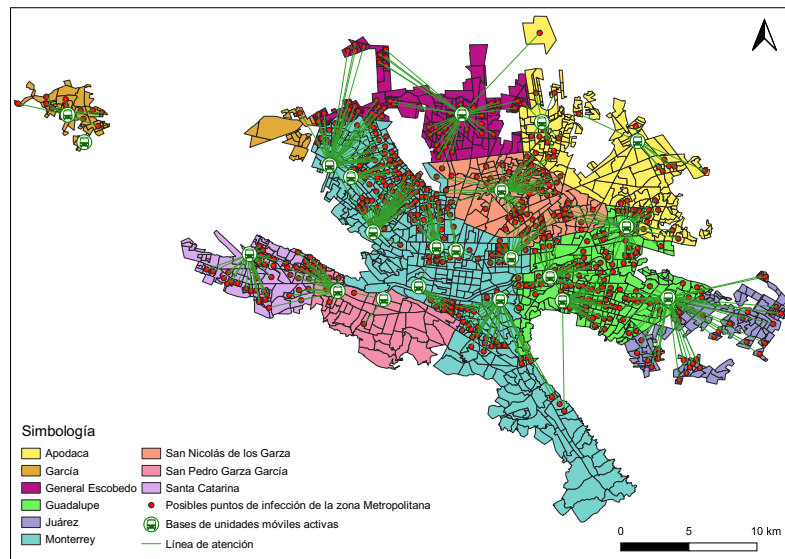 Simbología
Apodaca
García
General Escobedo
Guadalupe
Juárez
Monterrey
San Nicolás de los Garza
San Pedro Garza García
Santa Catarina
Posibles puntos de infección de la zona Metropolitana
Bases de unidades móviles activas
Línea de atención
0 5 10 km